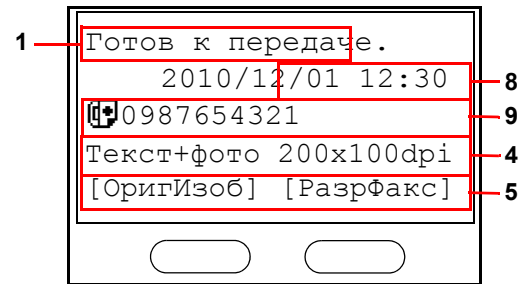 1 Готов к передаче.
2010/12/01 12:30 8
0987654321 9
Текст+фото 200x100dpi 4
[ОригИзоб] [РазрФакс] 5